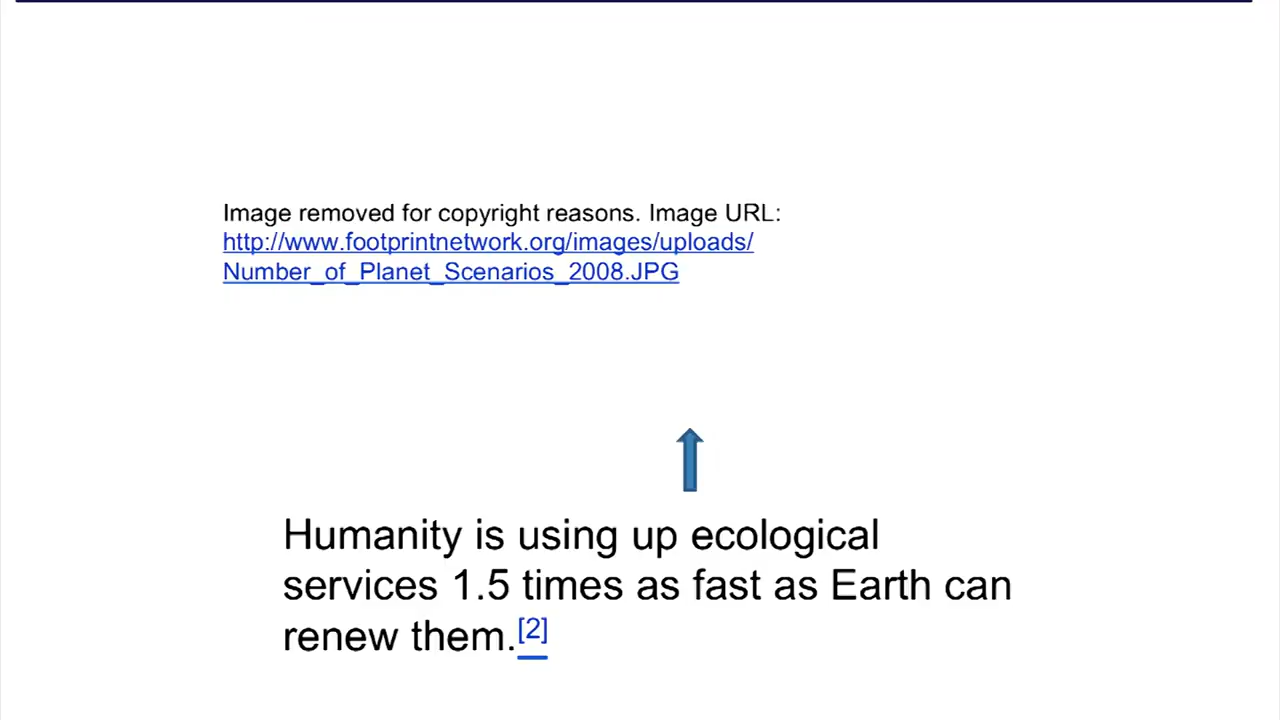 Image removed for copyright reasons. Image URL:
http://www.footprintnetwork.org/images/uploads/
Number_of_Planet_Scenarios_2008.JPG
Humanity is using up ecological
services 1.5 times as fast as Earth can
renew them.[2]